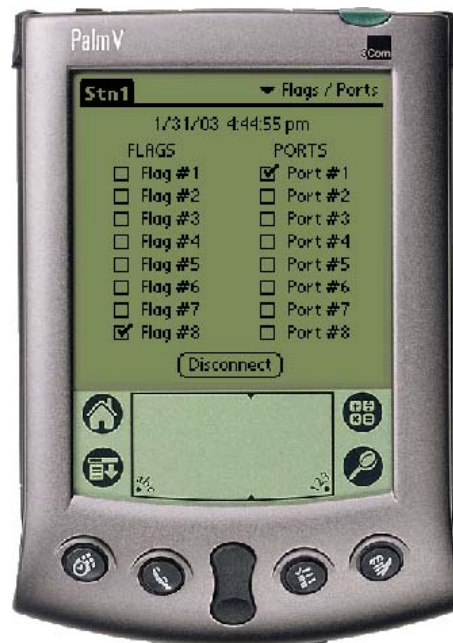 PalmV
3Com
Stn1 Flags / Ports
1/31/03 4:44:55 pm
FLAGS PORTS
Flag #1 Port #1
Flag #2 Port #2
Flag #3 Port #3
Flag #4 Port #4
Flag #5 Port #5
Flag #6 Port #6
Flag #7 Port #7
Flag #8 Port #8
Disconnect
abc 123